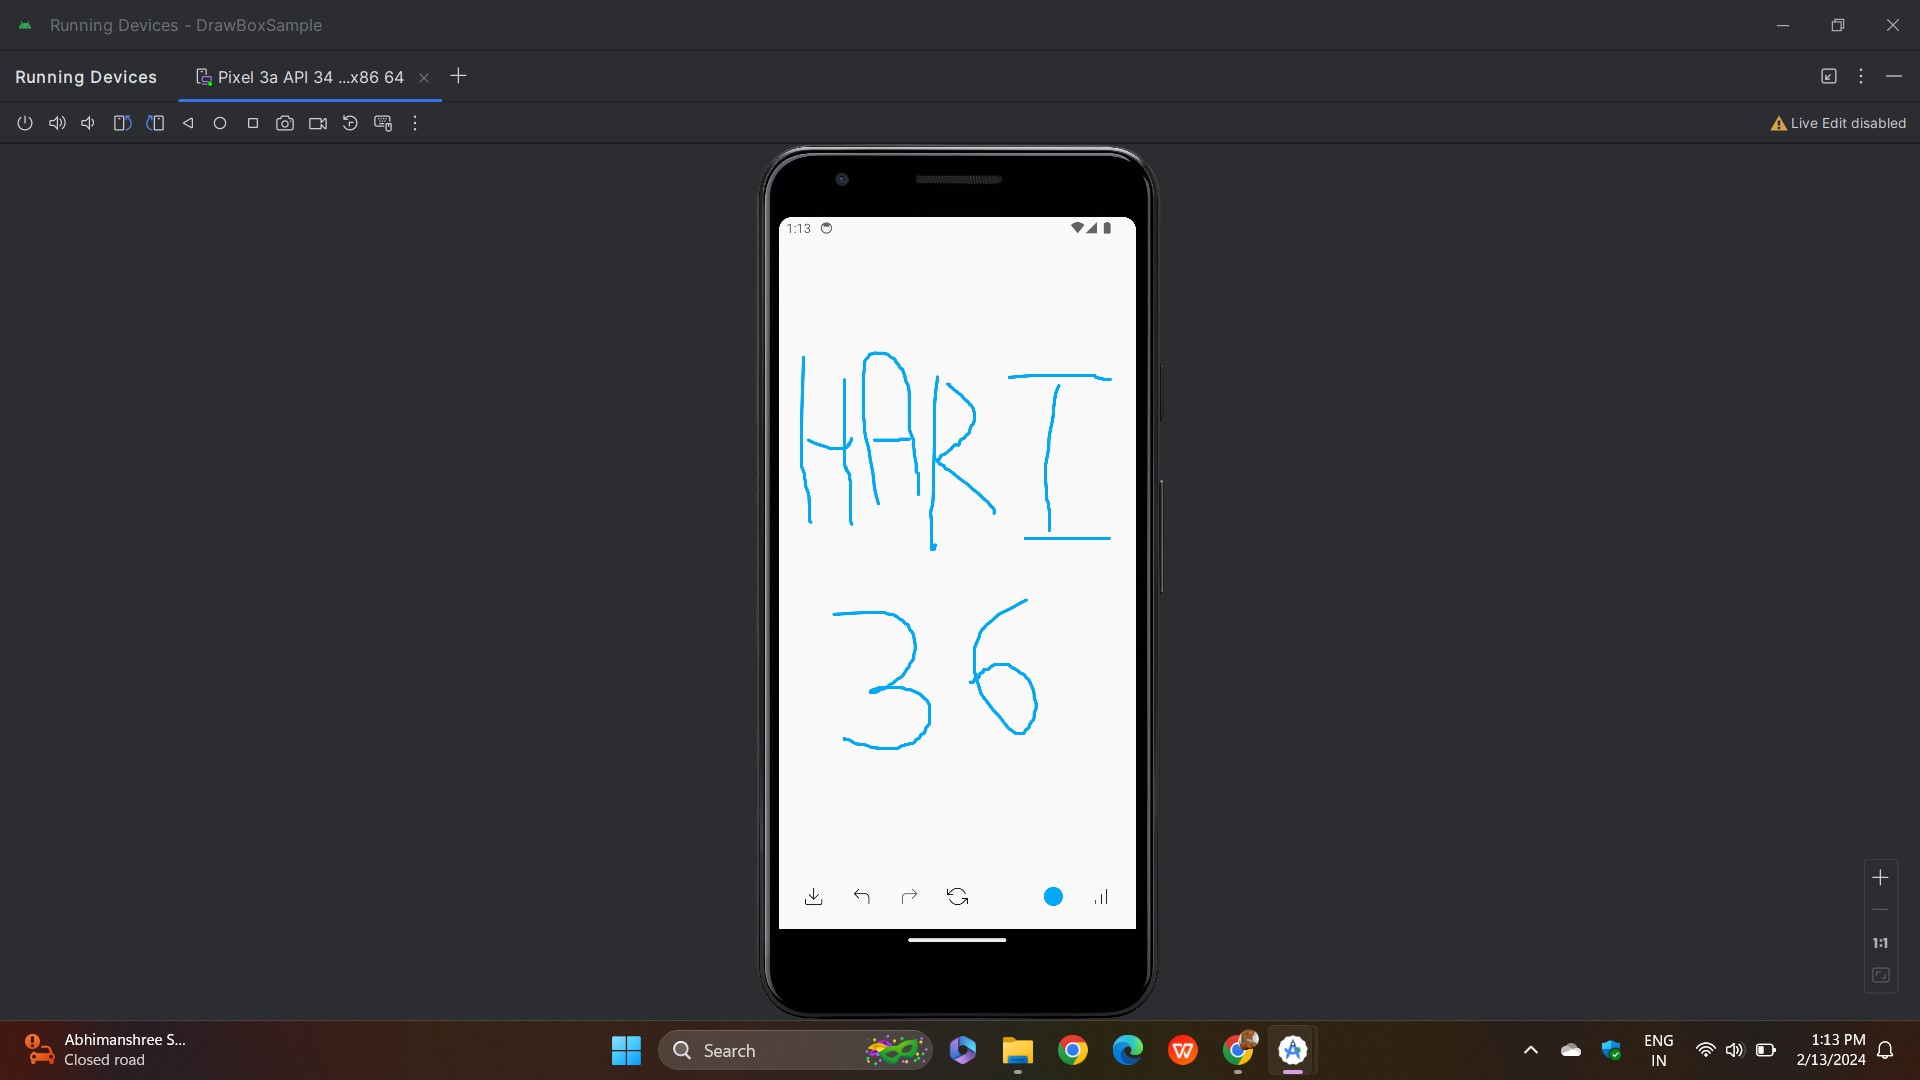 Running Devices - DrawBoxSample
Running Devices
Pixel 3a API 34 ...x86 64
Live Edit disabled
1:13
HARI
36
1:1
Abhimanshree S...
Closed road
Search
ENG
IN
1:13 PM
2/13/2024